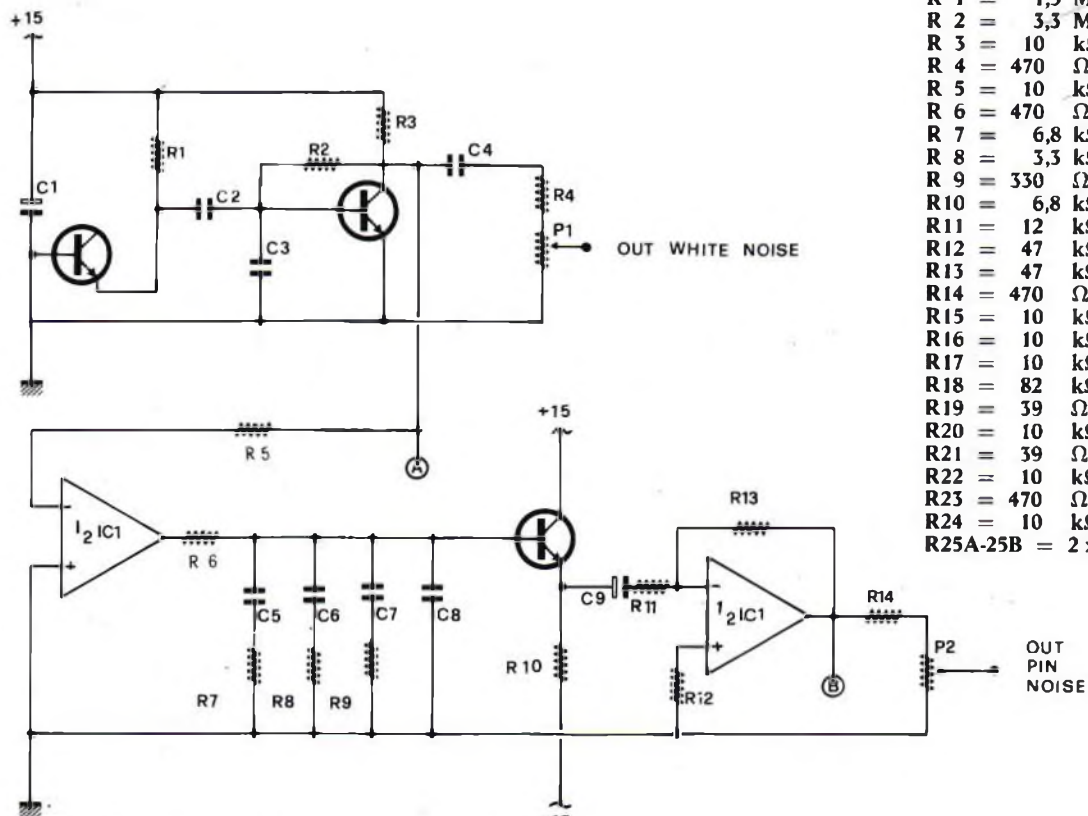 +15
R1
R2
R3
C4
C1
C2
R4
P1
C3
OUT WHITE NOISE
R 2 = 3,3 M
R 3 = 10 k
R 4 = 470 Ω
R 5 = 10 k
R 6 = 470 Ω
R 7 = 6,8 k
R 8 = 3,3 k
R 9 = 330 Ω
R10 = 6,8 k
R11 = 12 k
R12 = 47 k
R13 = 47 k
R14 = 470 Ω
R15 = 10 k
R16 = 10 k
R17 = 10 k
R18 = 82 k
R19 = 39 Ω
R20 = 10 k
R21 = 39 Ω
R22 = 10 k
R23 = 470 Ω
R24 = 10 k
R25A-25B = 2
R 5
A
+15
1 2 IC1
- 
+
R 6
C5
C6
C7
C8
R7
R8
R9
R 10
C9
R11
R13
-
+
1 2 IC1
R12
R14
B
P2
OUT
PIN
NOISE